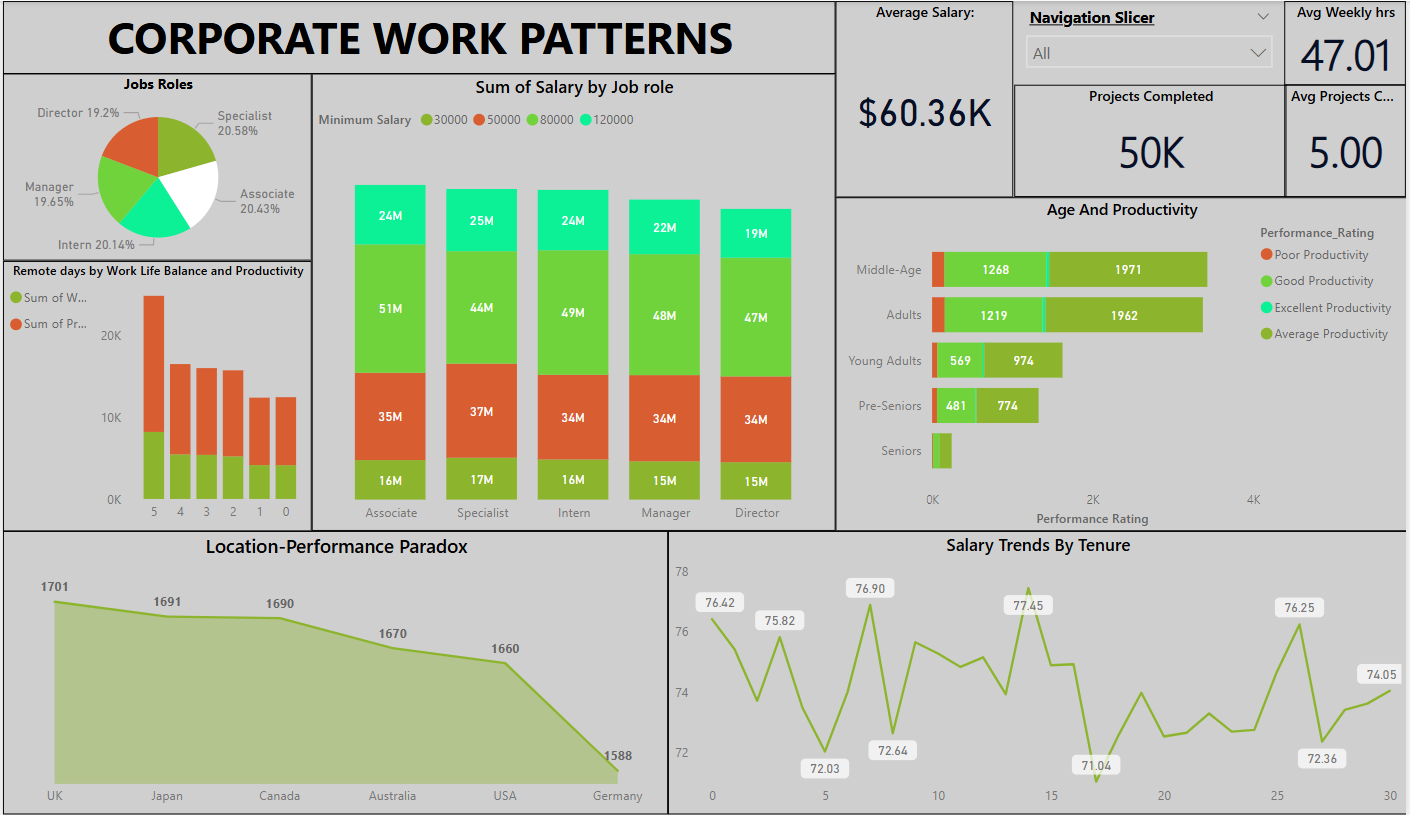 CORPORATE WORK PATTERNS
Average Salary:
$60.36K
Navigation Slicer
All
Avg Weekly hrs
47.01
Projects Completed
50K
Avg Projects C...
5.00
Jobs Roles
Director 19.2%
Specialist
20.58%
Manager
19.65%
Associate
20.43%
Intern 20.14%
Sum of Salary by Job role
Minimum Salary 30000 50000 80000 120000
24M 25M 24M 22M 19M
51M 44M 49M 48M 47M
35M 37M 34M 34M 34M
16M 17M 16M 15M 15M
Associate Specialist Intern Manager Director
Remote days by Work Life Balance and Productivity
Sum of W...
Sum of Pr...
20K
10K
0K
5 4 3 2 1 0
Age And Productivity
Performance_Rating
Poor Productivity
Good Productivity
Excellent Productivity
Average Productivity
Middle-Age 1268 1971
Adults 1219 1962
Young Adults 569 974
Pre-Seniors 481 774
Seniors
0K 2K 4K
Performance Rating
Location-Performance Paradox
1701
1691
1690
1670
1660
1588
UK Japan Canada Australia USA Germany
Salary Trends By Tenure
78
76
74
72
76.42
75.82
72.03
76.90
72.64
77.45
71.04
76.25
72.36
74.05
0 5 10 15 20 25 30